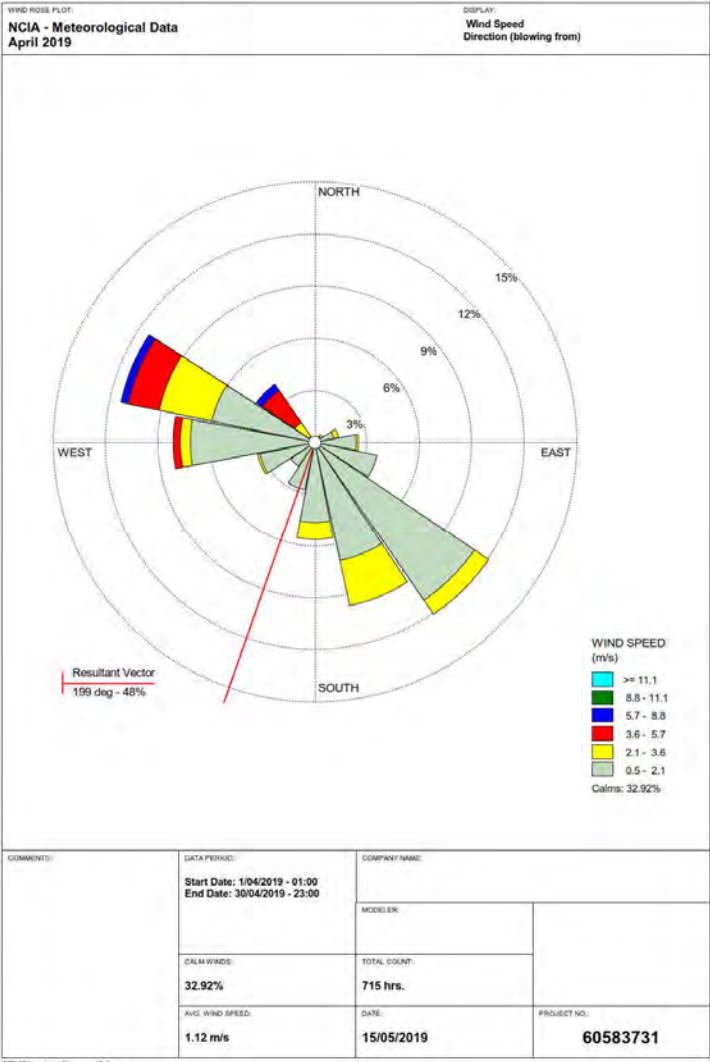 WIND ROSE PLOT:
NCIA - Meteorological Data
April 2019
DISPLAY:
Wind Speed
Direction (blowing from)
NORTH
15%
12%
9%
6%
3%
WEST
EAST
SOUTH
Resultant Vector
199 deg - 48%
WIND SPEED
(m/s)
>= 11.1
8.8 - 11.1
5.7 - 8.8
3.6 - 5.7
2.1 - 3.6
0.5 - 2.1
Calms: 32.92%
COMMENTS:
DATA PERIOD:
Start Date: 1/04/2019 - 01:00
End Date: 30/04/2019 - 23:00
COMPANY NAME:
MODELER:
CALM WINDS:
32.92%
TOTAL COUNT:
715 hrs.
AVG. WIND SPEED:
1.12 m/s
DATE:
15/05/2019
PROJECT NO.:
60583731